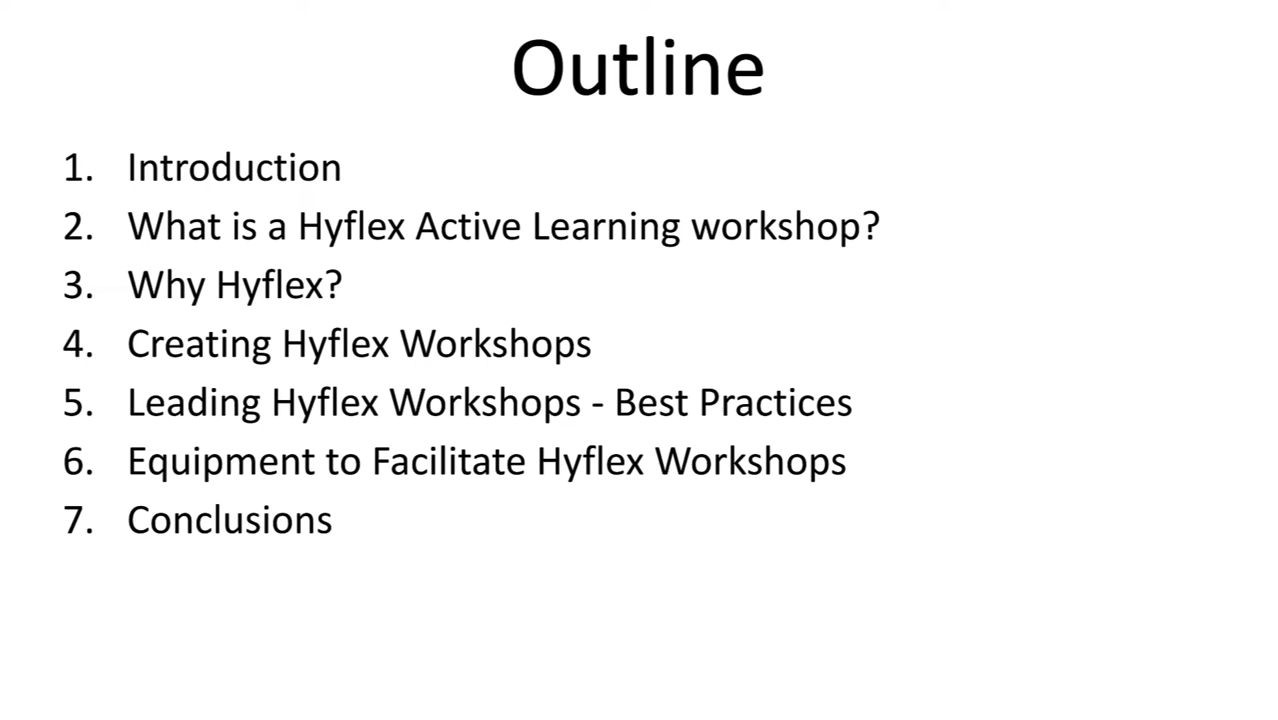 Outline
1. Introduction
2. What is a Hyflex Active Learning workshop?
3. Why Hyflex?
4. Creating Hyflex Workshops
5. Leading Hyflex Workshops - Best Practices
6. Equipment to Facilitate Hyflex Workshops
7. Conclusions